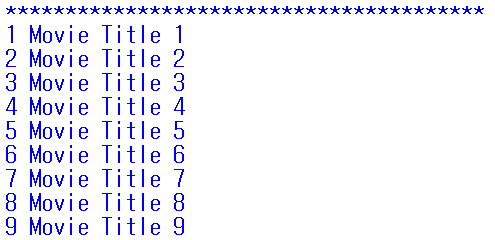 ****************************************
1 Movie Title 1
2 Movie Title 2
3 Movie Title 3
4 Movie Title 4
5 Movie Title 5
6 Movie Title 6
7 Movie Title 7
8 Movie Title 8
9 Movie Title 9